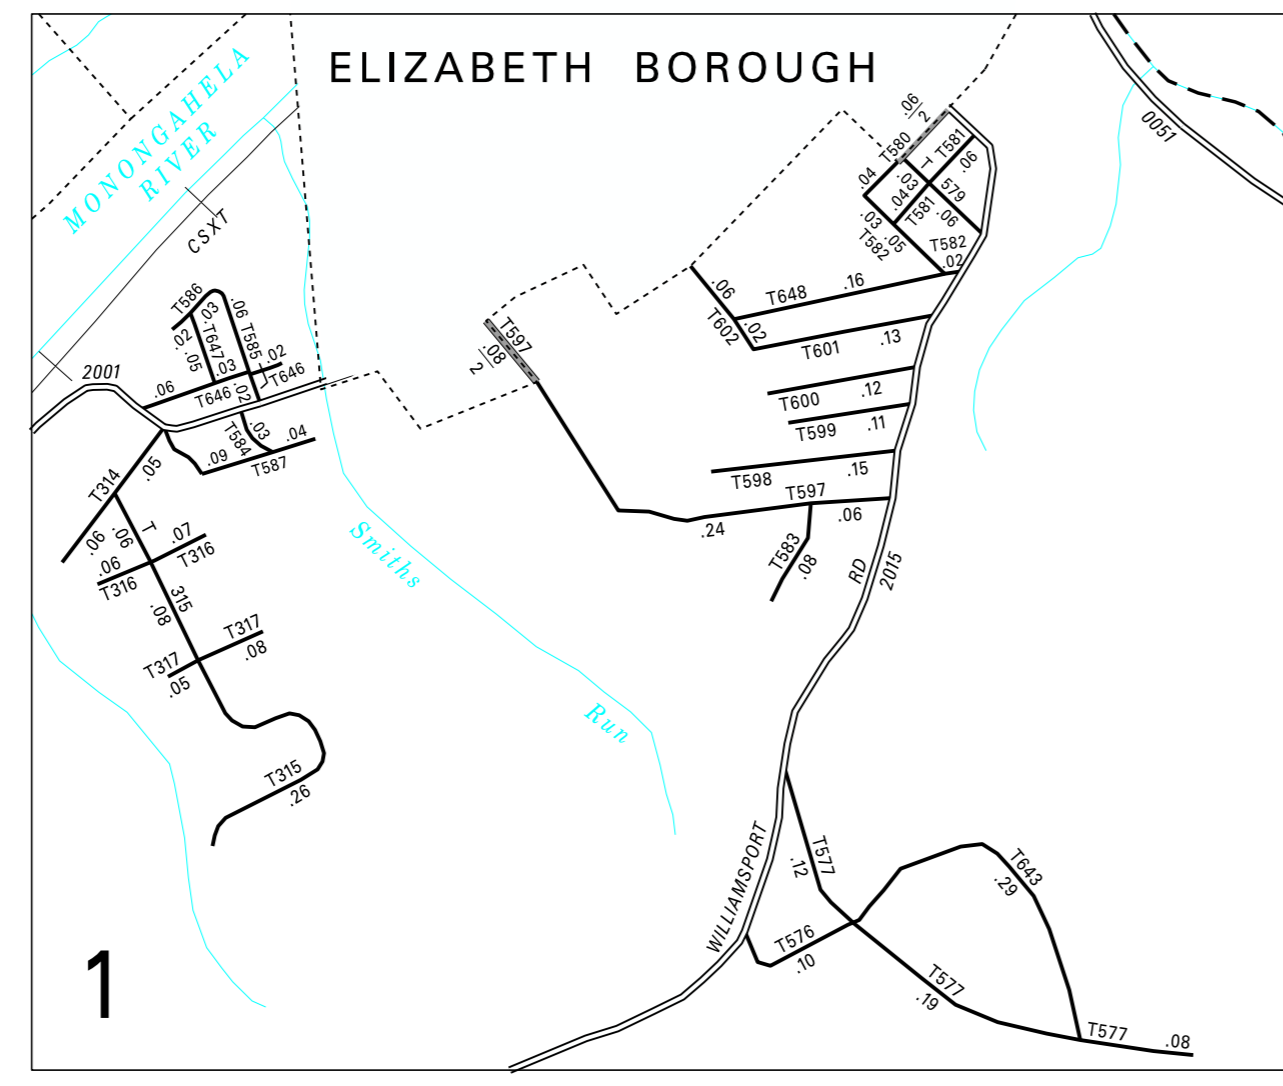 ELIZABETH BOROUGH
MONONGAHELA
RIVER
CSXT
0051
.06
2
T580
T581
.06
.04
.03
T
579
.03
.04
T581
.06
.03
.05
T582
T582
.02
T586
.03
.06
.02
T647
.05
T585
.03
.02
T646
2001
.06
T646
.02
T648
.16
.06
T602
.02
T601
.13
T597
.08
2
T600
.12
T599
.11
T598
.15
T597
.24
.06
T583
.08
T584
.03
.04
.09
T587
T314
.05
.06
.06
T
.07
T316
.06
T316
315
.08
T317
.08
T317
.05
T315
.26
Smiths
Run
RD
2015
WILLIAMSPORT
T577
.12
T643
.29
T576
.10
T577
.19
T577
.08
1